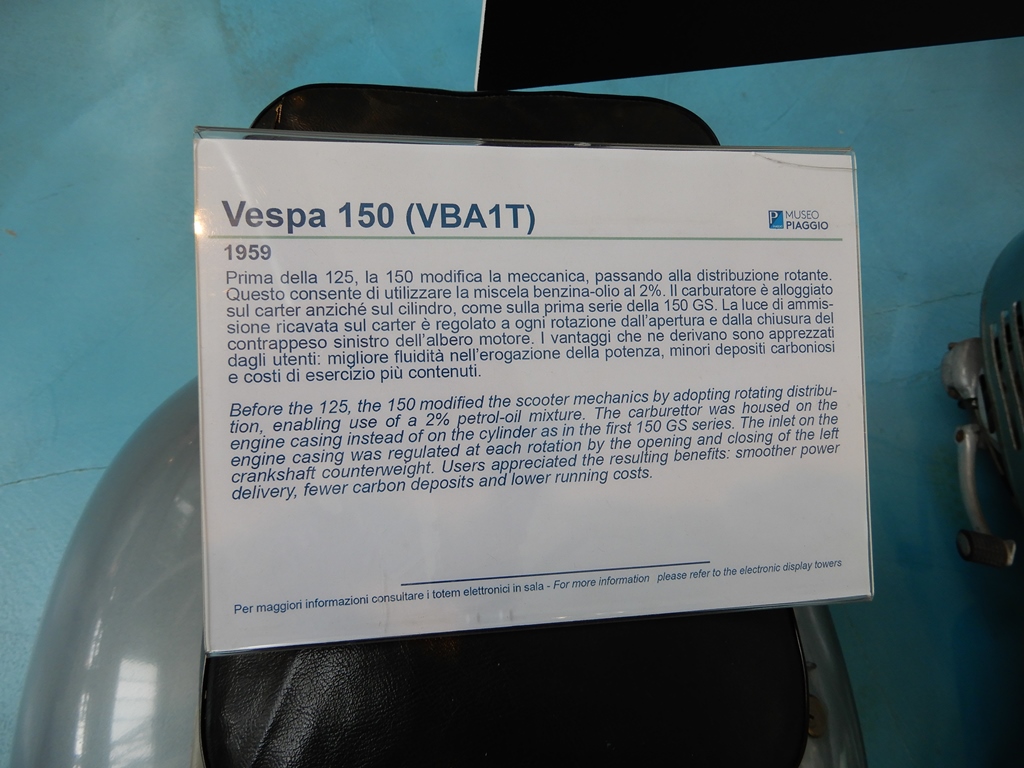 Vespa 150 (VBA1T)
P MUSEO
PIAGGIO
1959
Prima della 125, la 150 modifica la meccanica, passando alla distribuzione rotante.
Questo consente di utilizzare la miscela benzina-olio al 2%. Il carburatore è alloggiato
sul carter anziché sul cilindro, come sulla prima serie della 150 GS. La luce di ammis-
sione ricavata sul carter è regolato a ogni rotazione dall'apertura e dalla chiusura del
contrappeso sinistro dell'albero motore. I vantaggi che ne derivano sono apprezzati
dagli utenti: migliore fluidità nell'erogazione della potenza, minori depositi carboniosi
e costi di esercizio più contenuti.
Before the 125, the 150 modified the scooter mechanics by adopting rotating distribu-
tion, enabling use of a 2% petrol-oil mixture. The carburettor was housed on the
engine casing instead of on the cylinder as in the first 150 GS series. The inlet on the
engine casing was regulated at each rotation by the opening and closing of the left
crankshaft counterweight. Users appreciated the resulting benefits: smoother power
delivery, fewer carbon deposits and lower running costs.
Per maggiori informazioni consultare i totem elettronici in sala - For more information please refer to the electronic display towers